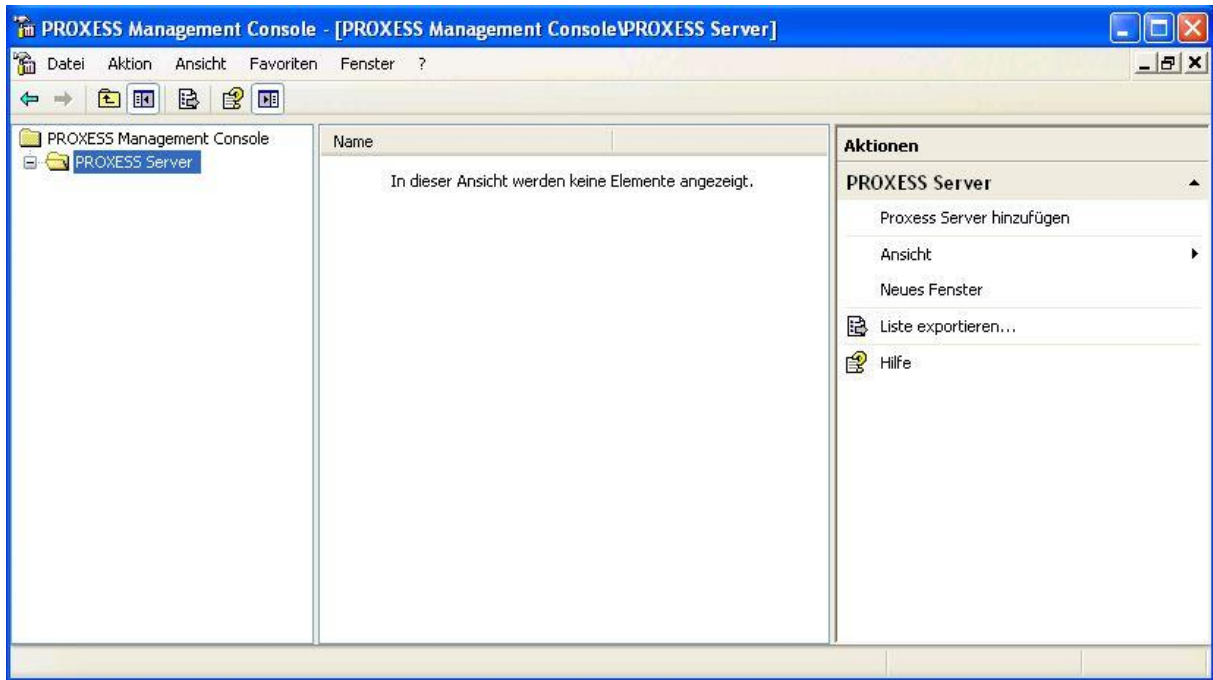 PROXESS Management Console - [PROXESS Management Console\PROXESS Server]
Datei Aktion Ansicht Favoriten Fenster ?
PROXESS Management Console
PROXESS Server
Name
In dieser Ansicht werden keine Elemente angezeigt.
Aktionen
PROXESS Server
Proxess Server hinzufügen
Ansicht
Neues Fenster
Liste exportieren...
Hilfe